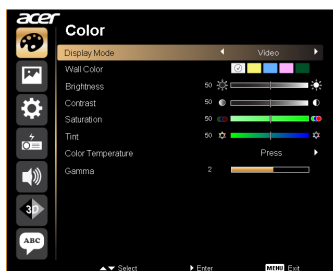 acer
Color
Display Mode Video
Wall Color
Brightness 50
Contrast 50
Saturation 50
Tint 50
Color Temperature Press
Gamma 2
3D
ABC
Select Enter MENU Exit